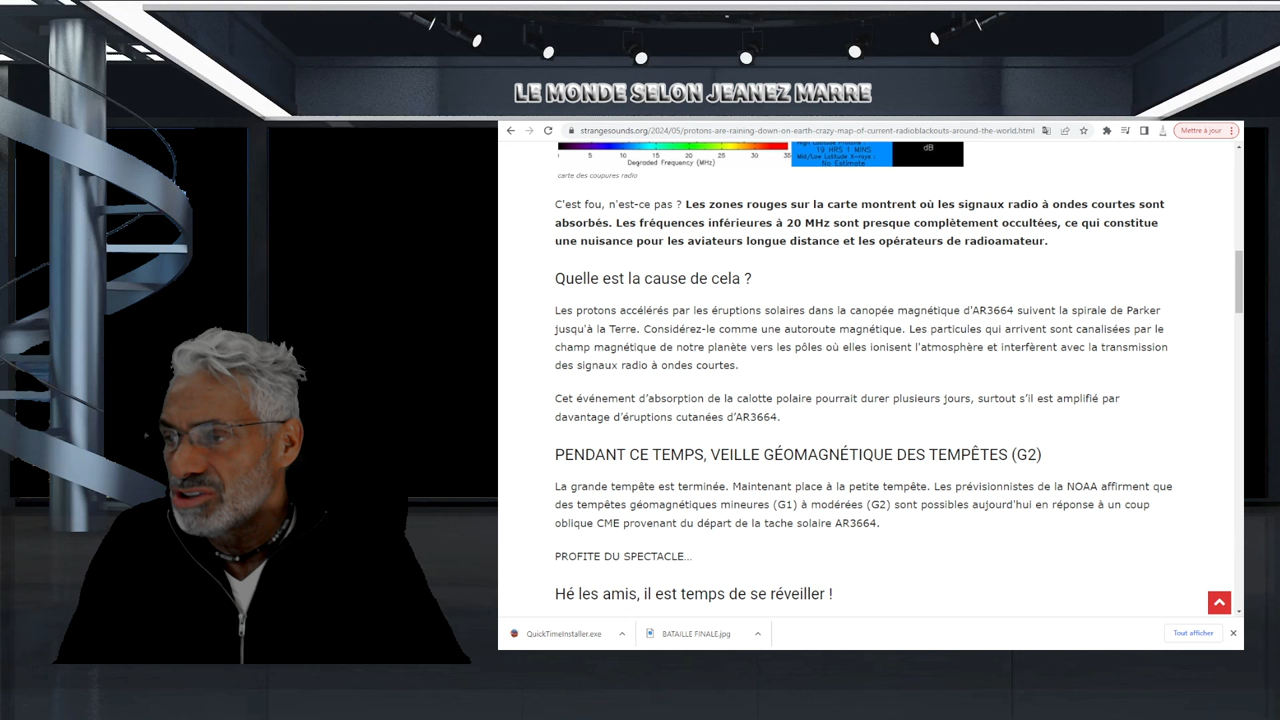 LE MONDE SELON JEANEZ MARRE
strangesounds.org/2024/05/protons-are-raining-down-on-earth-crazy-map-of-current-radioblackouts-around-the-world.html
Mettre à jour
5 10 15 20 25 30 35
Degraded Frequency (MHz)
High Latitude Protons :
19 HRS 1 MINS
Mid/Low Latitude X-rays :
No Estimate
dB
carte des coupures radio
C'est fou, n'est-ce pas ? Les zones rouges sur la carte montrent où les signaux radio à ondes courtes sont
absorbés. Les fréquences inférieures à 20 MHz sont presque complètement occultées, ce qui constitue
une nuisance pour les aviateurs longue distance et les opérateurs de radioamateur.
Quelle est la cause de cela ?
Les protons accélérés par les éruptions solaires dans la canopée magnétique d'AR3664 suivent la spirale de Parker
jusqu'à la Terre. Considérez-le comme une autoroute magnétique. Les particules qui arrivent sont canalisées par le
champ magnétique de notre planète vers les pôles où elles ionisent l'atmosphère et interfèrent avec la transmission
des signaux radio à ondes courtes.
Cet événement d’absorption de la calotte polaire pourrait durer plusieurs jours, surtout s’il est amplifié par
davantage d’éruptions cutanées d’AR3664.
PENDANT CE TEMPS, VEILLE GÉOMAGNÉTIQUE DES TEMPÊTES (G2)
La grande tempête est terminée. Maintenant place à la petite tempête. Les prévisionnistes de la NOAA affirment que
des tempêtes géomagnétiques mineures (G1) à modérées (G2) sont possibles aujourd'hui en réponse à un coup
oblique CME provenant du départ de la tache solaire AR3664.
PROFITE DU SPECTACLE…
Hé les amis, il est temps de se réveiller !
QuickTimeInstaller.exe
BATAILLE FINALE.jpg
Tout afficher